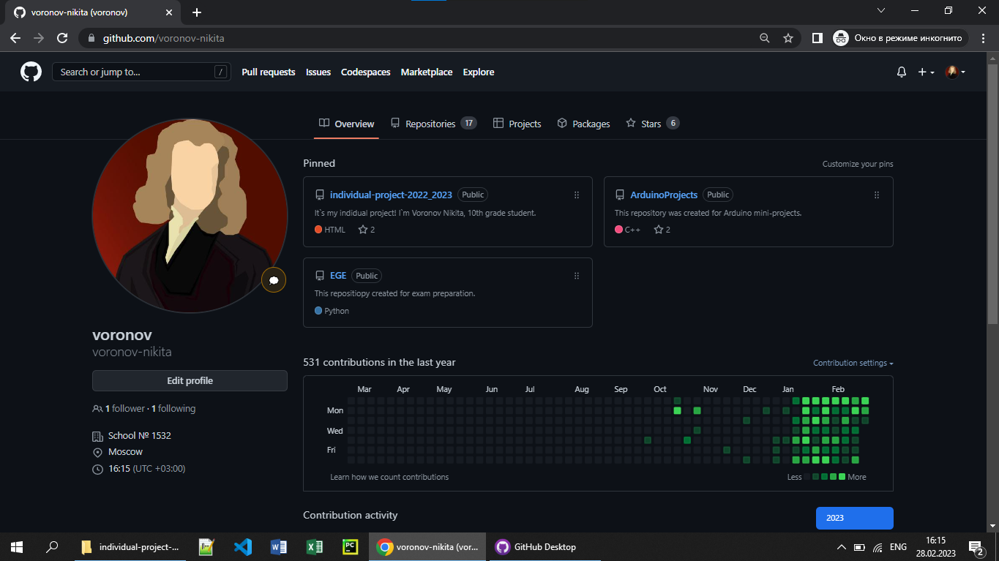 voronov-nikita (voronov)
github.com/voronov-nikita
Окно в режиме инкогнито
Search or jump to... /
Pull requests Issues Codespaces Marketplace Explore
Overview Repositories 17 Projects Packages Stars 6
Pinned
Customize your pins
individual-project-2022_2023 Public
It`s my indidual project! I`m Voronov Nikita, 10th grade student.
HTML 2
ArduinoProjects Public
This repository was created for Arduino mini-projects.
C++ 2
EGE Public
This repositiopy created for exam preparation.
Python
voronov
voronov-nikita
Edit profile
1 follower · 1 following
School № 1532
Moscow
16:15 (UTC +03:00)
531 contributions in the last year
Contribution settings
Mar Apr May Jun Jul Aug Sep Oct Nov Dec Jan Feb
Mon
Wed
Fri
Learn how we count contributions
Less More
Contribution activity
2023
individual-project-...
PC
voronov-nikita (vor...
GitHub Desktop
ENG
16:15
28.02.2023
2